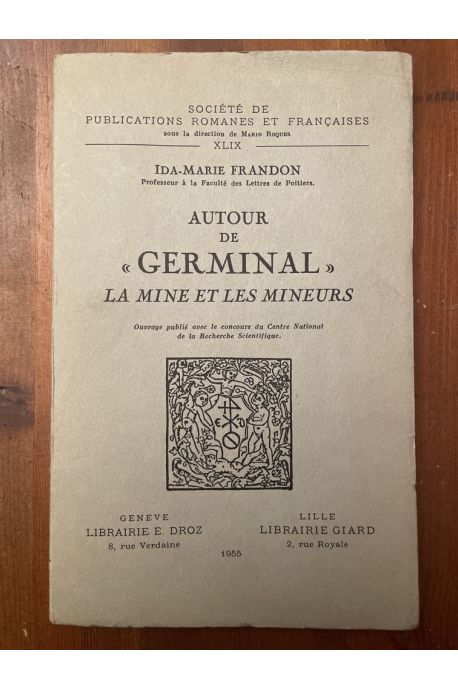 SOCIÉTÉ DE
PUBLICATIONS ROMANES ET FRANÇAISES
sous la direction de MARIO ROQUES
XLIX
IDA-MARIE FRANDON
Professeur à la Faculté des Lettres de Poitiers.
AUTOUR
DE
« GERMINAL »
LA MINE ET LES MINEURS
Ouvrage publié avec le concours du Centre National
de la Recherche Scientifique.
E D
GENEVE
LIBRAIRIE E. DROZ
8, rue Verdaine
LILLE
LIBRAIRIE GIARD
2, rue Royale
1955